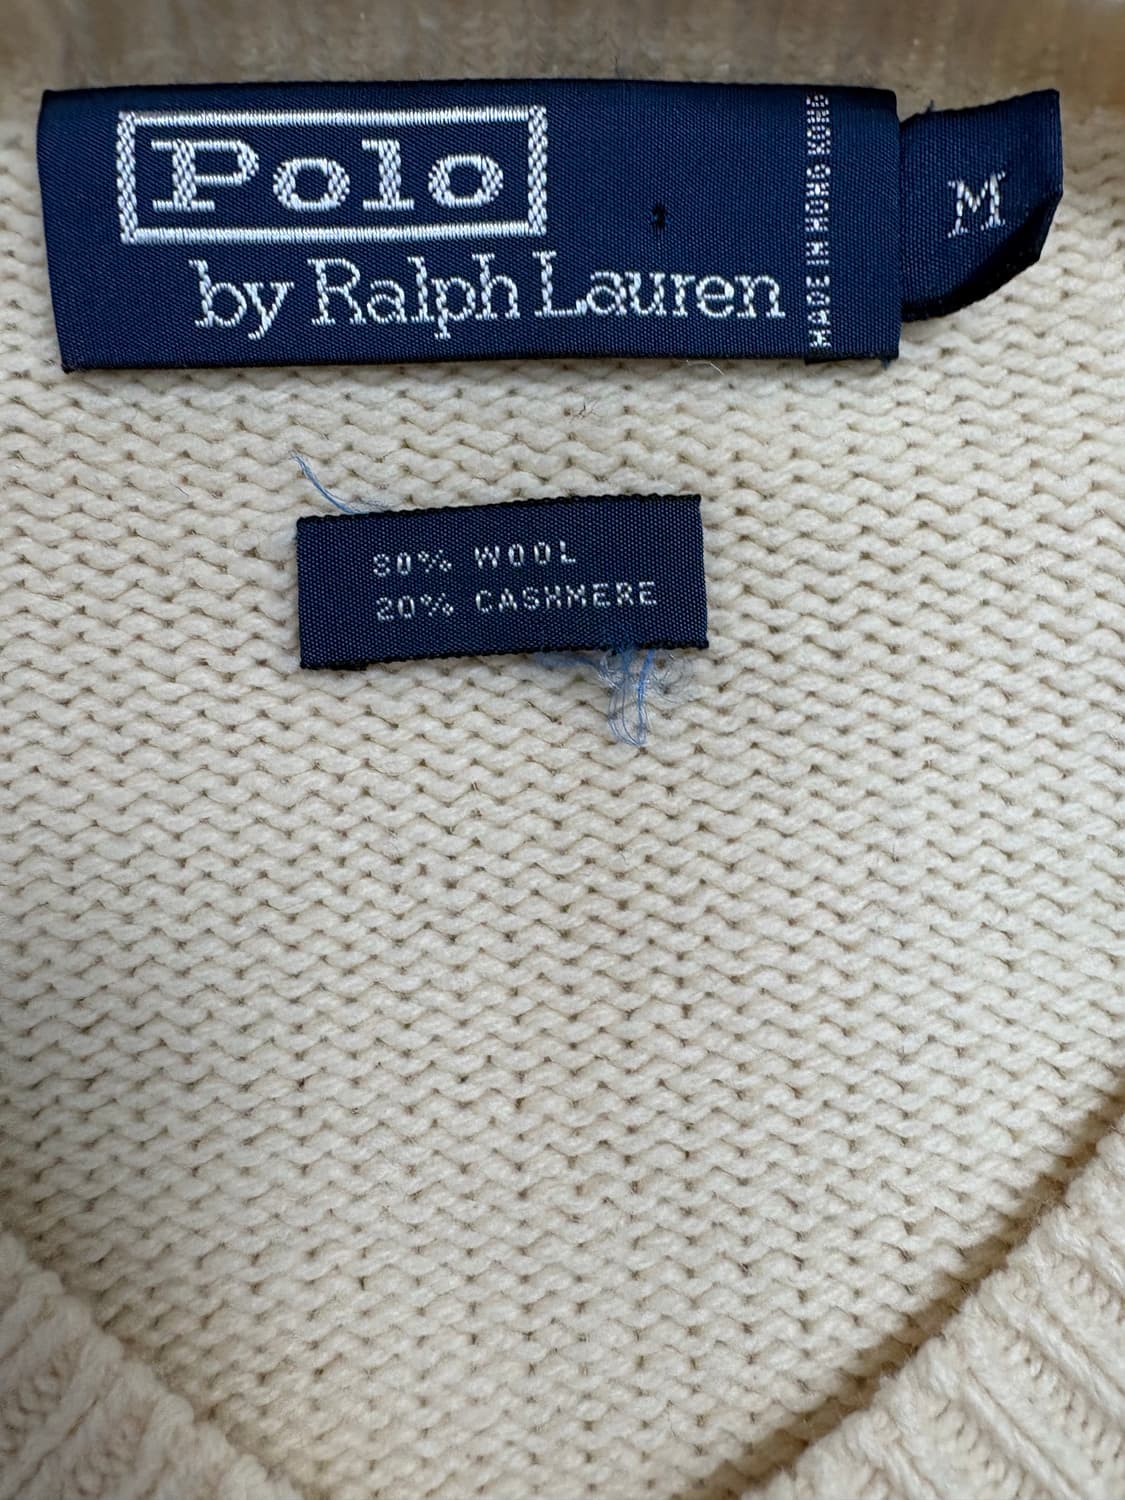 Polo
by Ralph Lauren
MADE IN HONG KONG
M
80% WOOL
20% CASHMERE